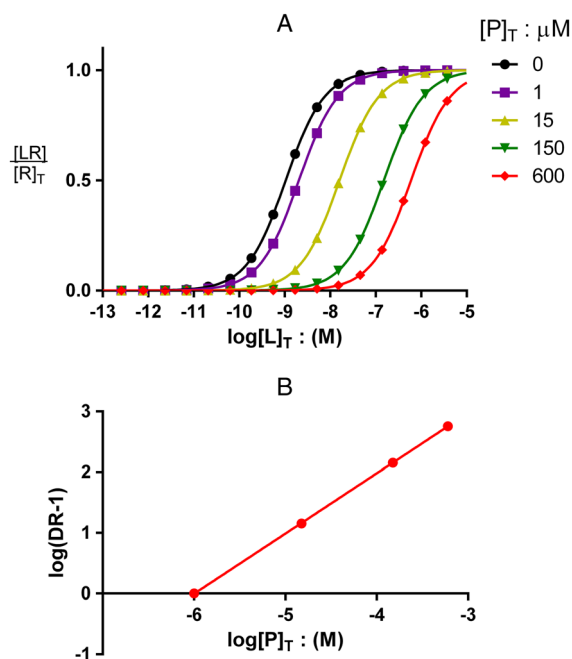 A
[P]T : μM
0
1
15
150
600
1.0
0.5
0.0
[LR]
[R]T
-13 -12 -11 -10 -9 -8 -7 -6 -5
log[L]T : (M)
B
3
2
1
0
-1
log(DR-1)
-6 -5 -4 -3
log[P]T : (M)